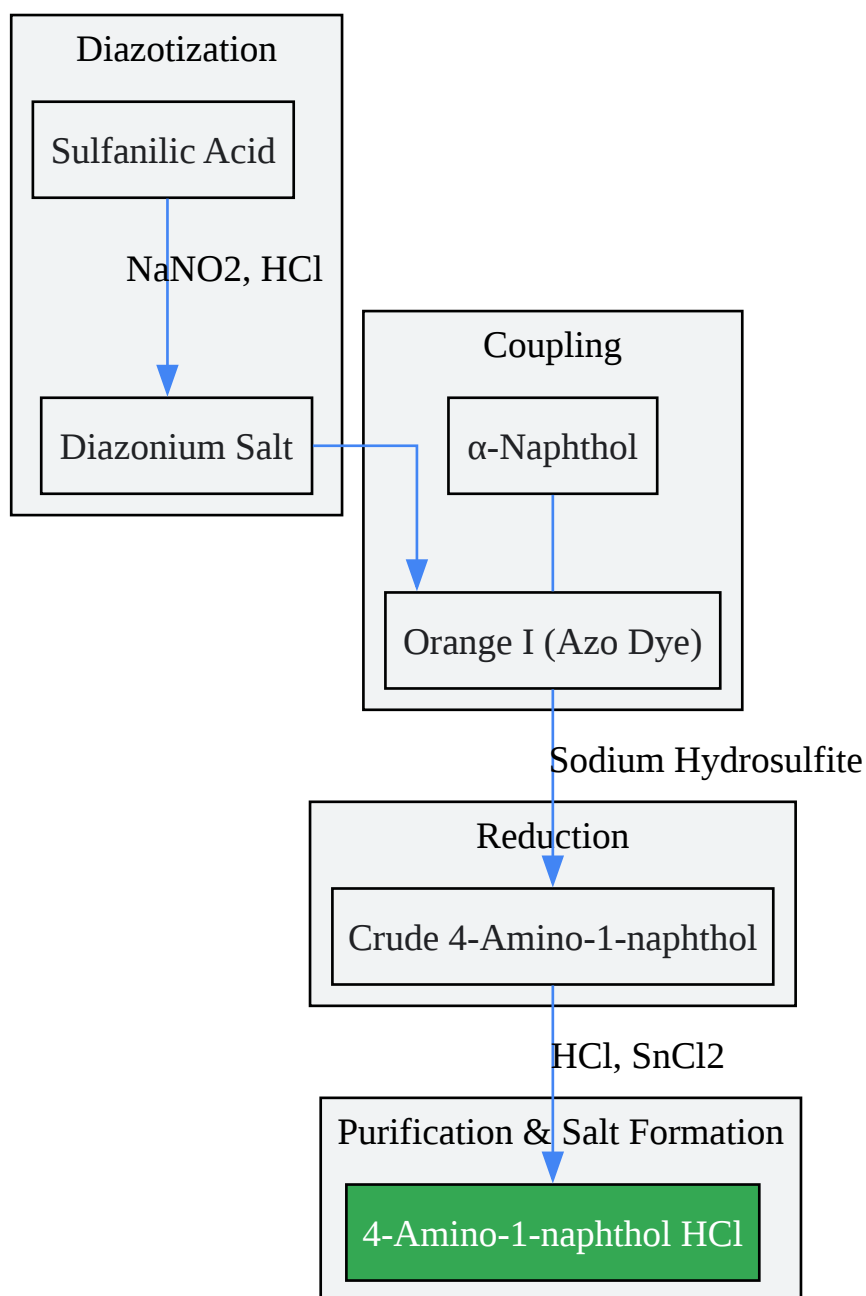 Diazotization
Sulfanilic Acid
NaNO2, HCl
Diazonium Salt
Coupling
α-Naphthol
Orange I (Azo Dye)
Sodium Hydrosulfite
Reduction
Crude 4-Amino-1-naphthol
HCl, SnCl2
Purification & Salt Formation
4-Amino-1-naphthol HCl